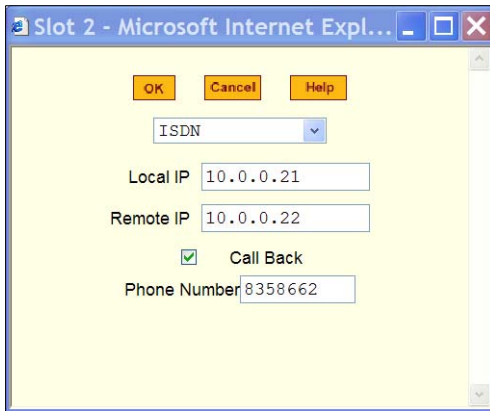 Slot 2 - Microsoft Internet Expl...
OK Cancel Help
ISDN
Local IP 10.0.0.21
Remote IP 10.0.0.22
Call Back
Phone Number 8358662